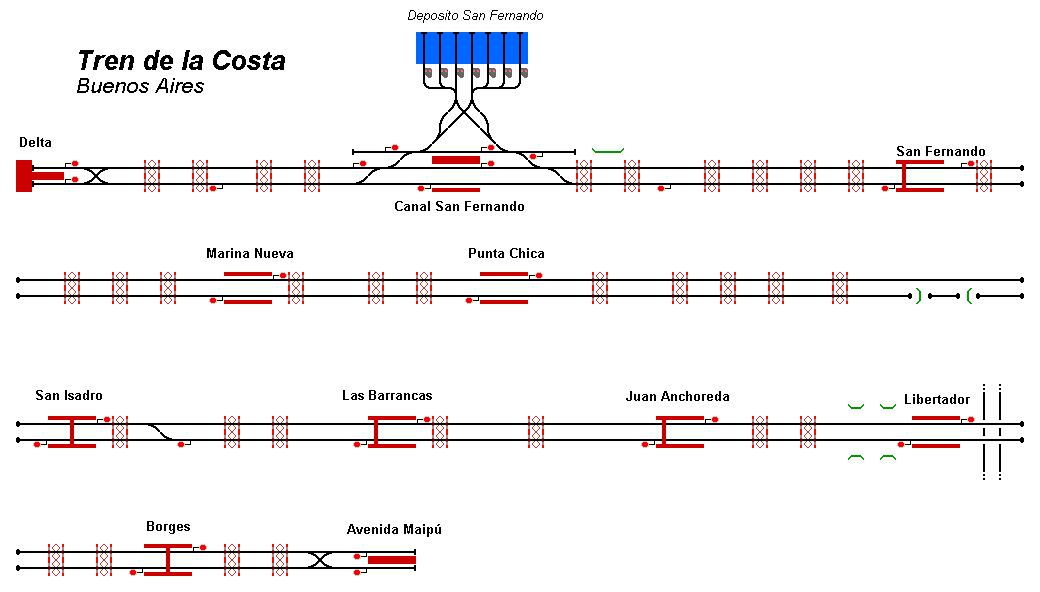 Deposito San Fernando
Tren de la Costa
Buenos Aires
Delta
San Fernando
Canal San Fernando
Marina Nueva
Punta Chica
San Isadro
Las Barrancas
Juan Anchoreda
Libertador
Borges
Avenida Maipú